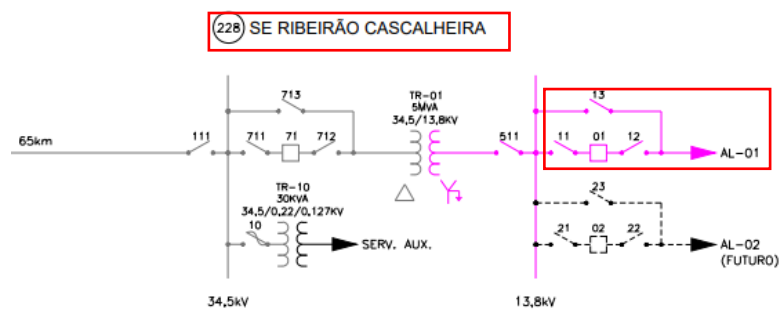 228 SE RIBEIRÃO CASCALHEIRA
713
TR-01
5MVA
34,5/13,8KV
13
65km
111
711
71
712
511
11
01
12
AL-01
TR-10
30KVA
34,5/0,22/0,127KV
10
SERV. AUX.
23
21
02
22
AL-02
(FUTURO)
34,5kV
13,8kV